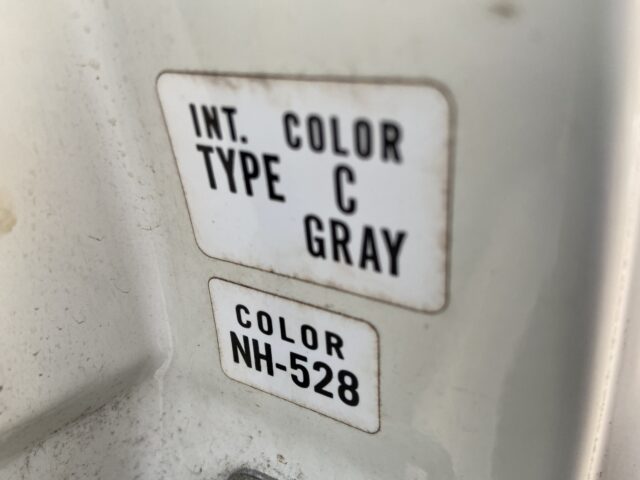 INT. COLOR
TYPE C
GRAY
COLOR
NH-528